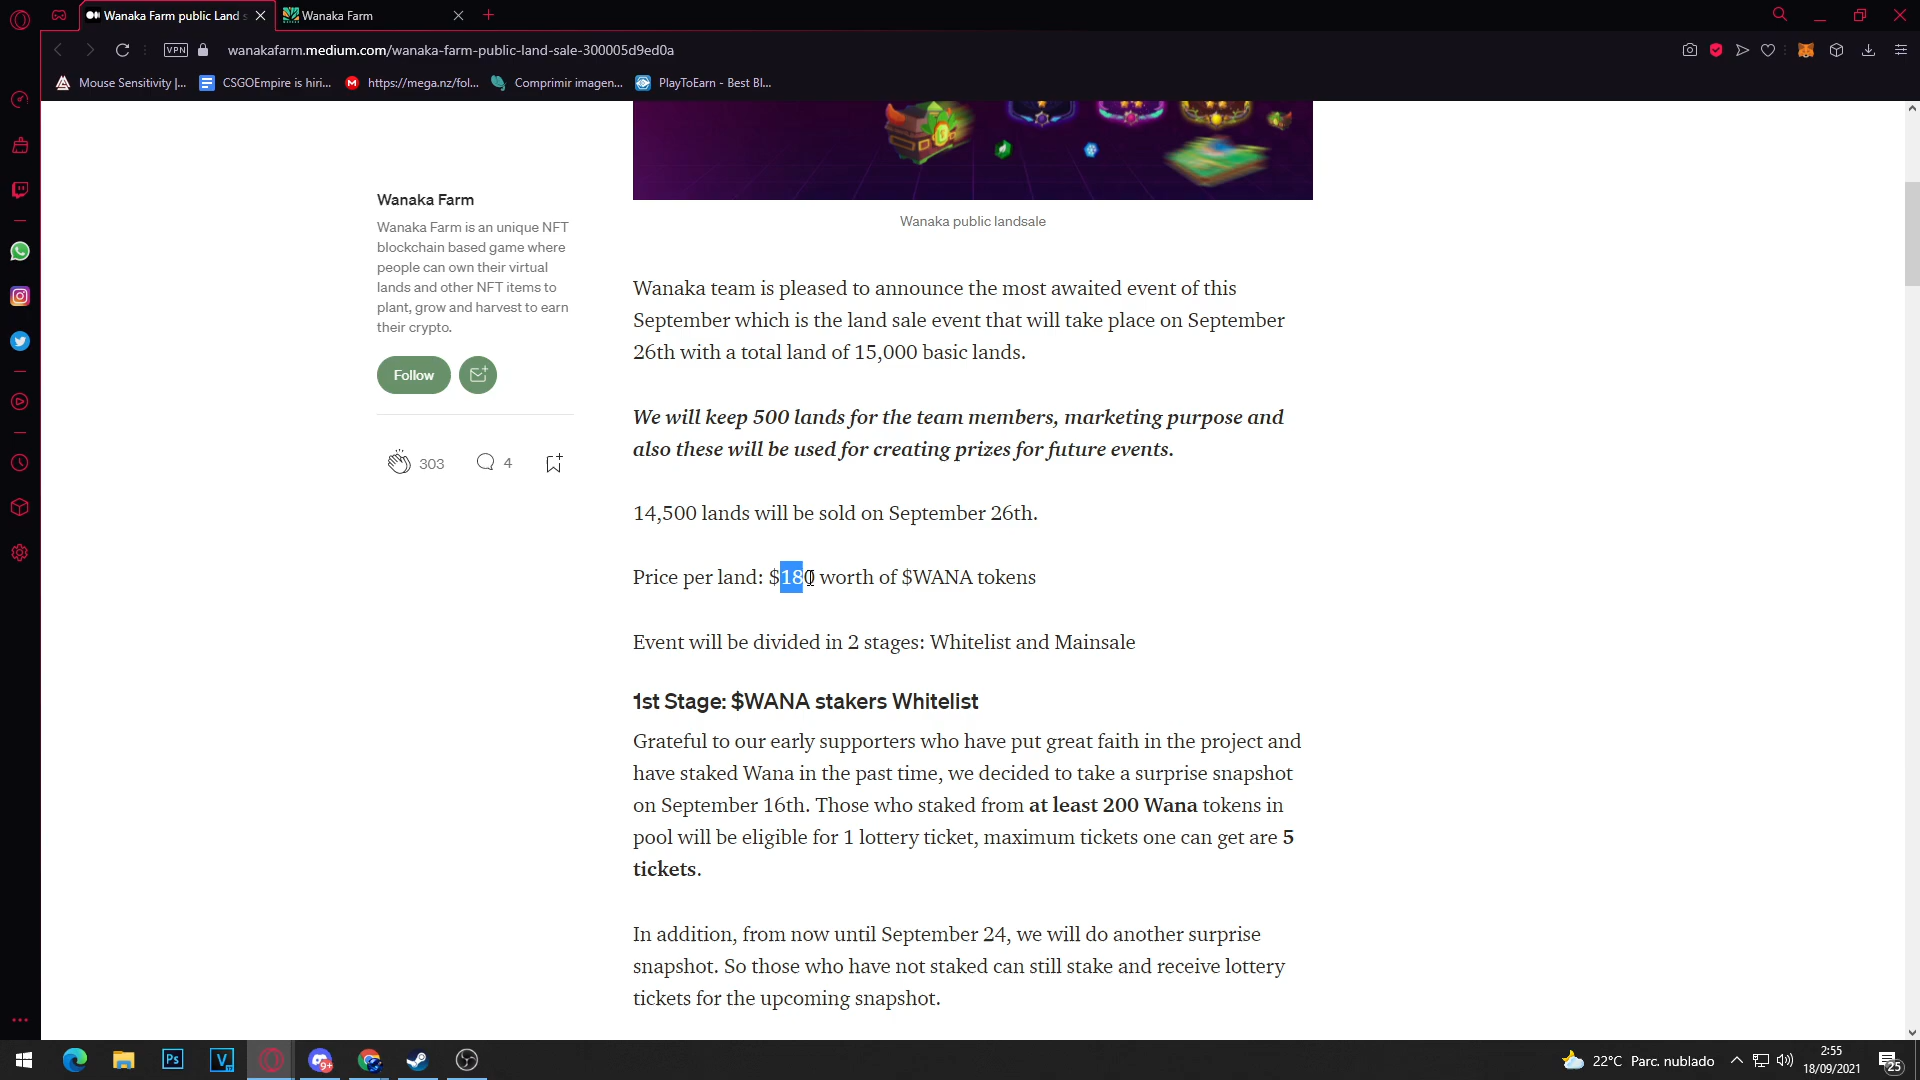 Wanaka Farm public Land s
Wanaka Farm
VPN
wanakafarm.medium.com/wanaka-farm-public-land-sale-300005d9ed0a
Mouse Sensitivity |...
CSGOEmpire is hiri...
M
https://mega.nz/fol...
Comprimir imagen...
PlayToEarn - Best Bl...
Wanaka Farm
Wanaka Farm is an unique NFT
blockchain based game where
people can own their virtual
lands and other NFT items to
plant, grow and harvest to earn
their crypto.
Follow
303
4
Wanaka public landsale
Wanaka team is pleased to announce the most awaited event of this
September which is the land sale event that will take place on September
26th with a total land of 15,000 basic lands.
We will keep 500 lands for the team members, marketing purpose and
also these will be used for creating prizes for future events.
14,500 lands will be sold on September 26th.
Price per land: $180 worth of $WANA tokens
Event will be divided in 2 stages: Whitelist and Mainsale
1st Stage: $WANA stakers Whitelist
Grateful to our early supporters who have put great faith in the project and
have staked Wana in the past time, we decided to take a surprise snapshot
on September 16th. Those who staked from at least 200 Wana tokens in
pool will be eligible for 1 lottery ticket, maximum tickets one can get are 5
tickets.
In addition, from now until September 24, we will do another surprise
snapshot. So those who have not staked can still stake and receive lottery
tickets for the upcoming snapshot.
Ps
V
9+
22°C Parc. nublado
2:55
18/09/2021
25